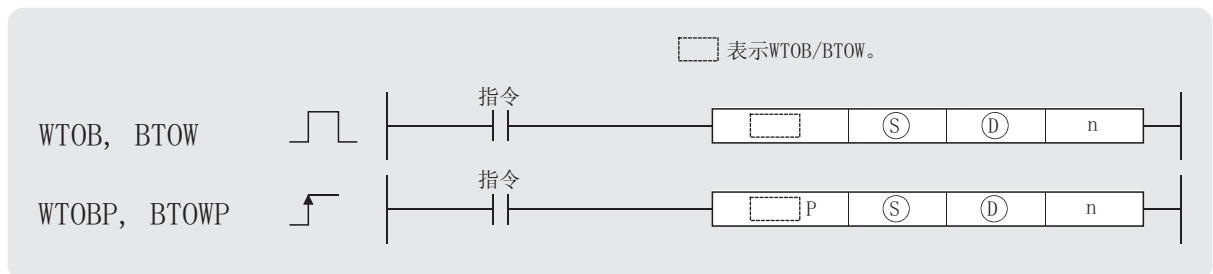 表示WTOB/BTOW。
指令
WTOB, BTOW S D n
指令
WTOBP, BTOWP P S D n